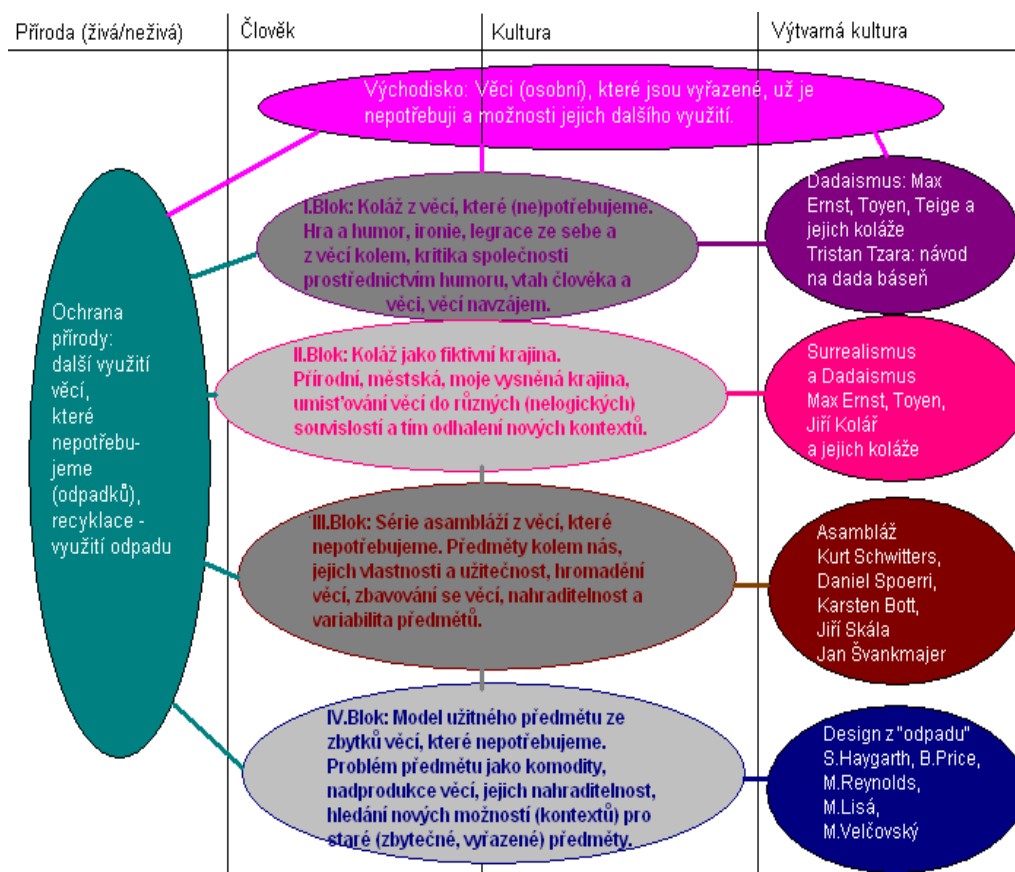 Příroda (živá/neživá)
Člověk
Kultura
Výtvarná kultura
Východisko: Věci (osobní), které jsou vyřazené, už je
nepotřebuji a možnosti jejich dalšího využití.
Ochrana
přírody:
další využití
věcí,
které
nepotřebu-
jeme
(odpadků),
recyklace -
využití odpadu
I.Blok: Koláž z věcí, které (ne)potřebujeme.
Hra a humor, ironie, legrace ze sebe a
z věcí kolem, kritika společnosti
prostřednictvím humoru, vtah člověka a
věci, věcí navzájem.
Dadaismus: Max
Ernst, Toyen, Teige a
jejich koláže
Tristan Tzara: návod
na dada báseň
II.Blok: Koláž jako fiktivní krajina.
Přírodní, městská, moje vysněná krajina,
umisťování věcí do různých (nelogických)
souvislostí a tím odhalení nových kontextů.
Surrealismus
a Dadaismus
Max Ernst, Toyen,
Jiří Kolář
a jejich koláže
III.Blok: Série asambláží z věcí, které
nepotřebujeme. Předměty kolem nás,
jejich vlastnosti a užitečnost, hromadění
věcí, zbavování se věcí, nahraditelnost a
variabilita předmětů.
Asambláž
Kurt Schwitters,
Daniel Spoerri,
Karsten Bott,
Jiří Skála
Jan Švankmajer
IV.Blok: Model užitného předmětu ze
zbytků věcí, které nepotřebujeme.
Problém předmětu jako komodity,
nadprodukce věcí, jejich nahraditelnost,
hledání nových možností (kontextů) pro
staré (zbytečné, vyřazené) předměty.
Design z "odpadu"
S.Haygarth, B.Price,
M.Reynolds,
M.Lisá,
M.Velčovský